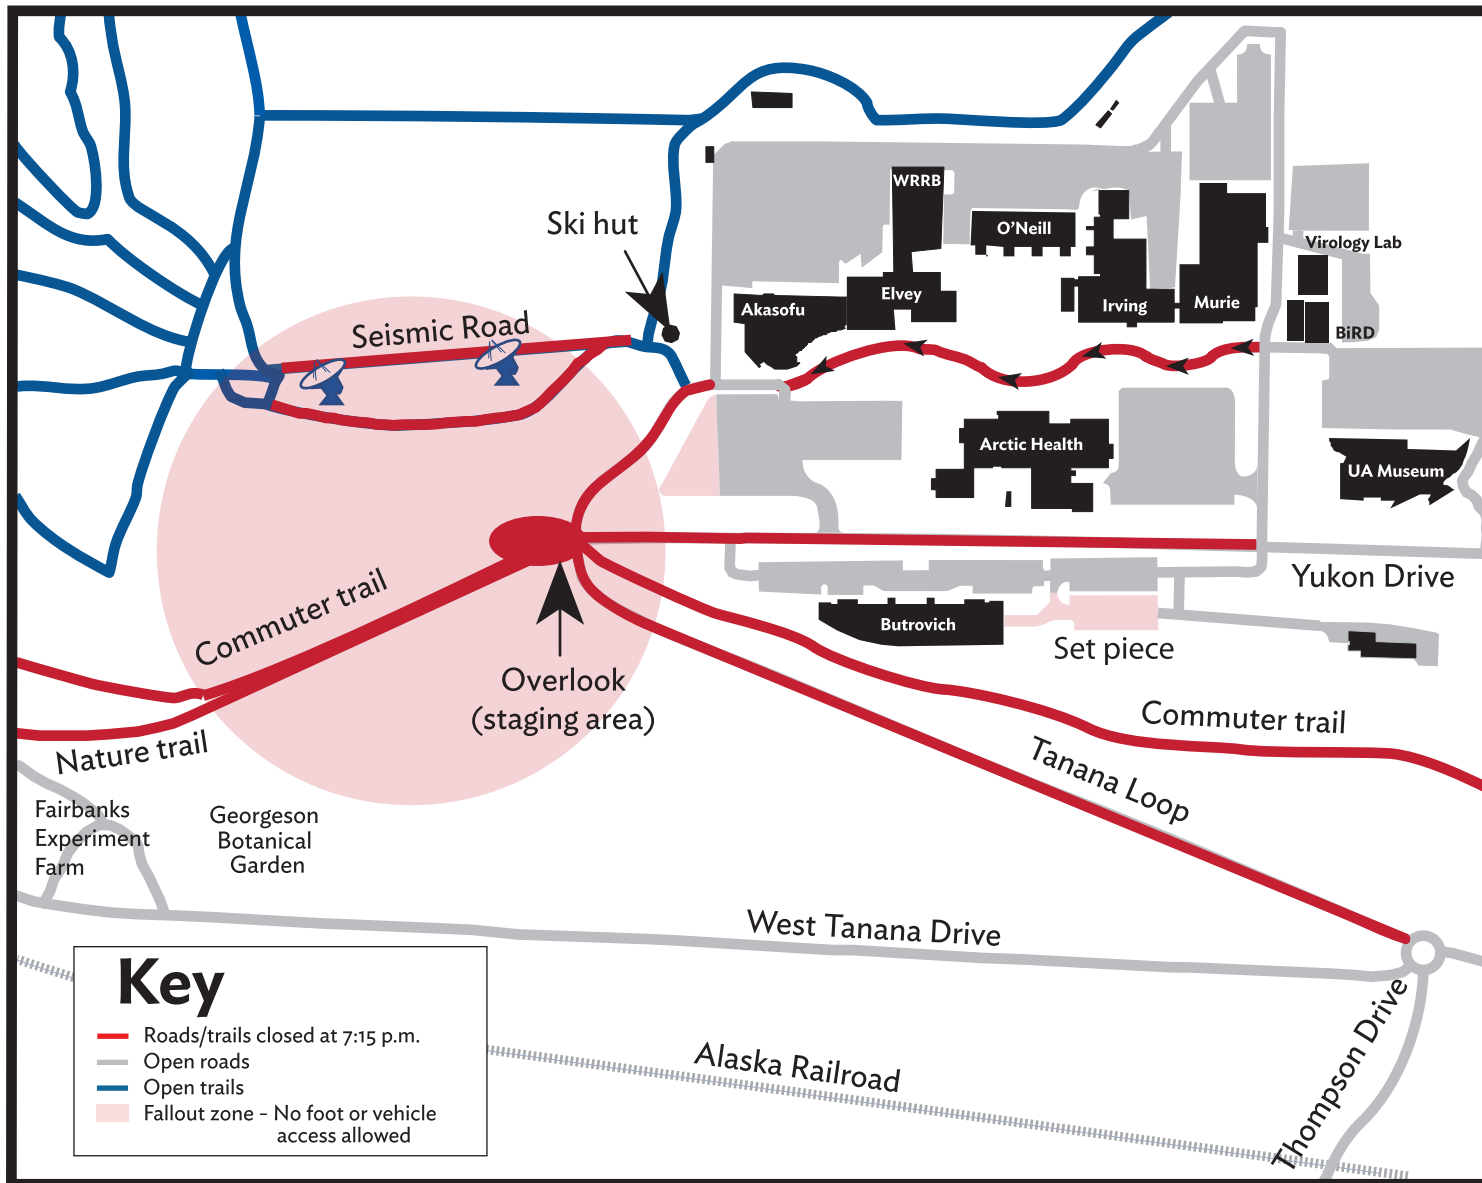 WRRB
Ski hut
O'Neill
Virology Lab
Elvey
Irving
Murie
Akasofu
Seismic Road
BiRD
Arctic Health
UA Museum
Yukon Drive
Commuter trail
Butrovich
Set piece
Overlook
(staging area)
Commuter trail
Nature trail
Tanana Loop
Fairbanks
Experiment
Farm
Georgeson
Botanical
Garden
West Tanana Drive
Thompson Drive
Alaska Railroad
Key
Roads/trails closed at 7:15 p.m.
Open roads
Open trails
Fallout zone - No foot or vehicle
access allowed